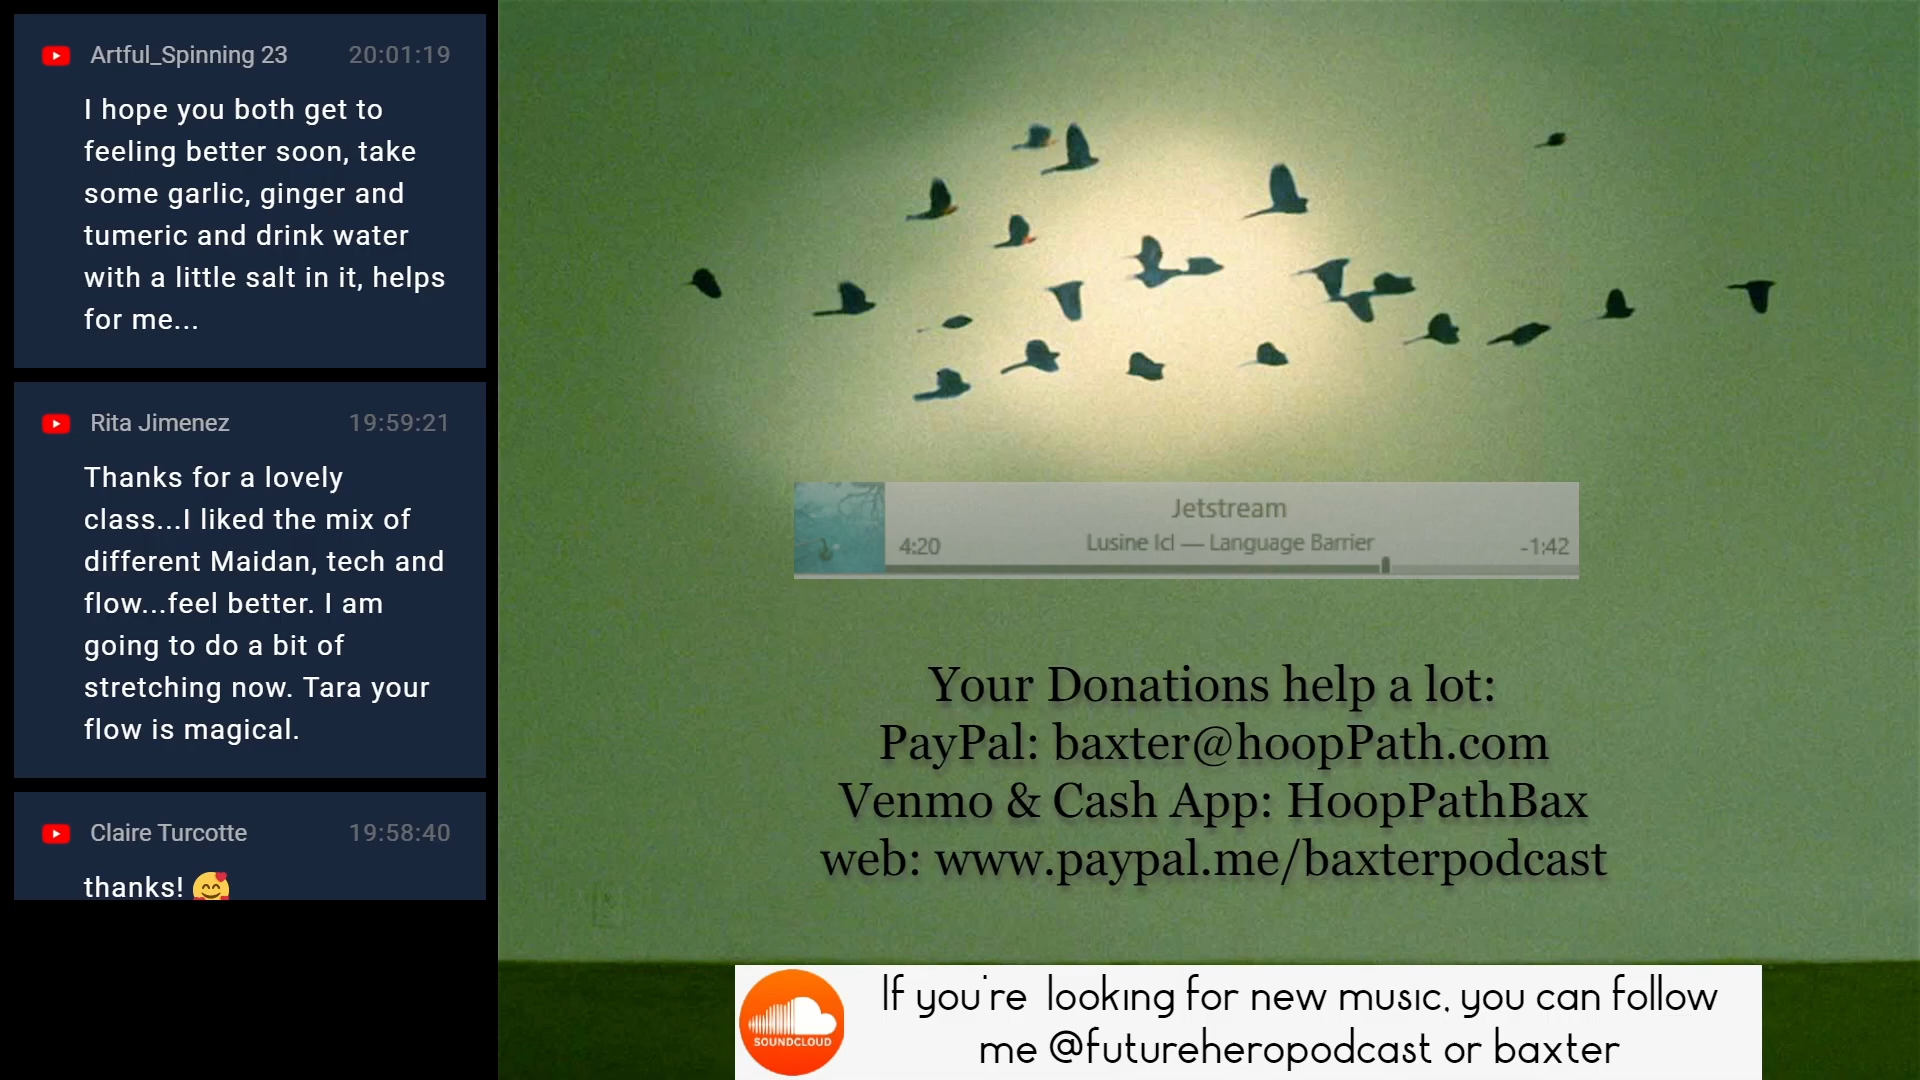 Artful_Spinning 23 20:01:19
I hope you both get to
feeling better soon, take
some garlic, ginger and
tumeric and drink water
with a little salt in it, helps
for me...
Rita Jimenez 19:59:21
Thanks for a lovely
class...I liked the mix of
different Maidan, tech and
flow...feel better. I am
going to do a bit of
stretching now. Tara your
flow is magical.
Claire Turcotte 19:58:40
thanks! 🥰
Jetstream
4:20 Lusine Icl — Language Barrier -1:42
Your Donations help a lot:
PayPal: baxter@hoopPath.com
Venmo & Cash App: HoopPathBax
web: www.paypal.me/baxterpodcast
SOUNDCLOUD
If you're looking for new music, you can follow
me @futureheropodcast or baxter